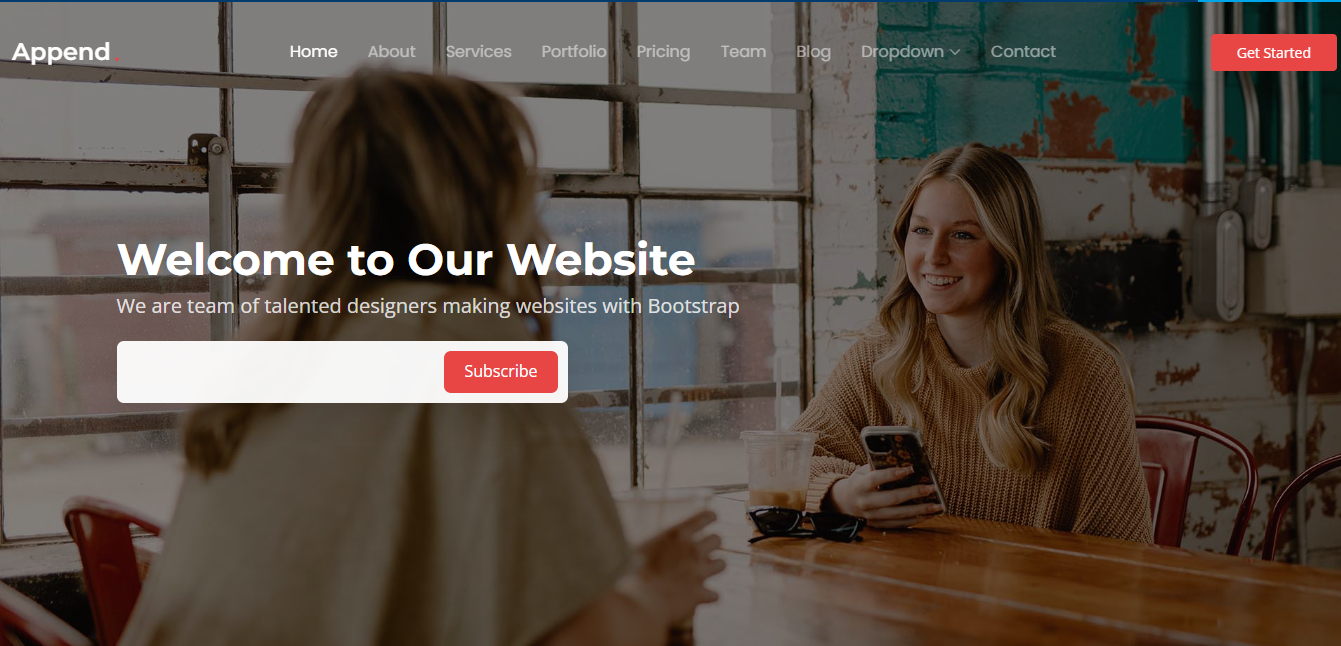 Append.
Home About Services Portfolio Pricing Team Blog Dropdown Contact
Get Started
Welcome to Our Website
We are team of talented designers making websites with Bootstrap
Subscribe